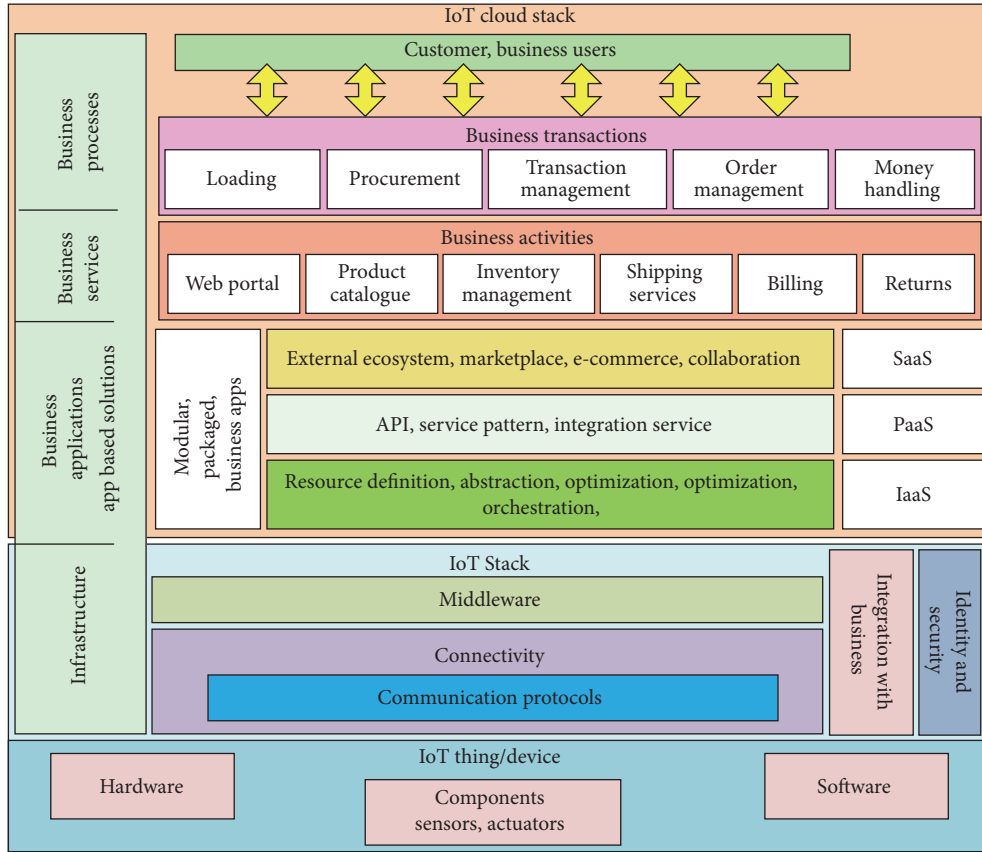 IoT cloud stack
Customer, business users
Business
processes
Business transactions
Loading
Procurement
Transaction
management
Order
management
Money
handling
Business
services
Business activities
Web portal
Product
catalogue
Inventory
management
Shipping
services
Billing
Returns
Business
applications
app based solutions
Modular,
packaged,
business apps
External ecosystem, marketplace, e-commerce, collaboration
SaaS
API, service pattern, integration service
PaaS
Resource definition, abstraction, optimization, optimization,
orchestration,
IaaS
Infrastructure
IoT Stack
Middleware
Connectivity
Communication protocols
Integration with
business
Identity and
security
IoT thing/device
Hardware
Components
sensors, actuators
Software